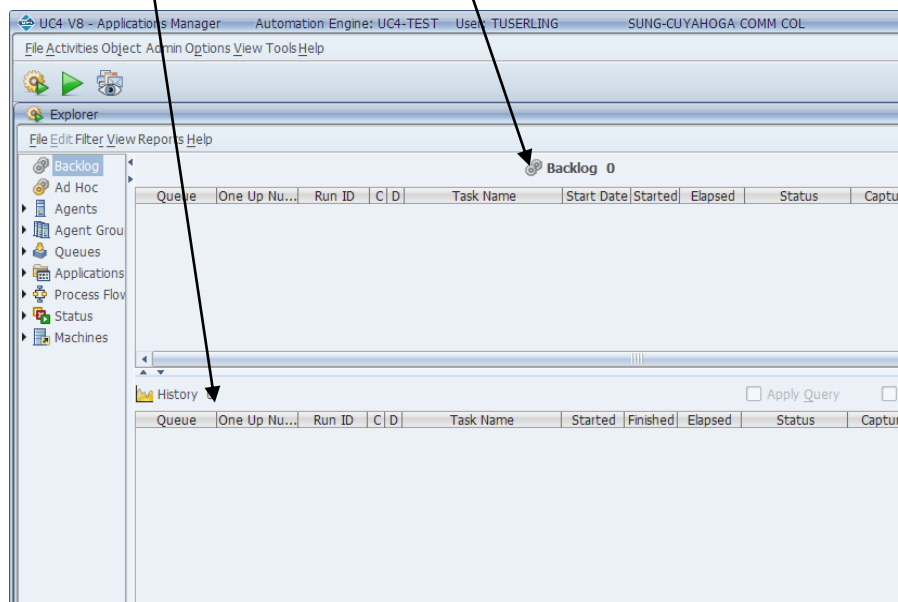 UC4 V8 - Applications Manager Automation Engine: UC4-TEST User: TUSERLING SUNG-CUYAHOGA COMM COL
File Activities Object Admin Options View Tools Help
Explorer
File Edit Filter View Reports Help
Backlog
Ad Hoc
Agents
Agent Grou
Queues
Applications
Process Flov
Status
Machines
Backlog 0
Queue One Up Nu... Run ID C D Task Name Start Date Started Elapsed Status Captu
History
Apply Query
Queue One Up Nu... Run ID C D Task Name Started Finished Elapsed Status Captur